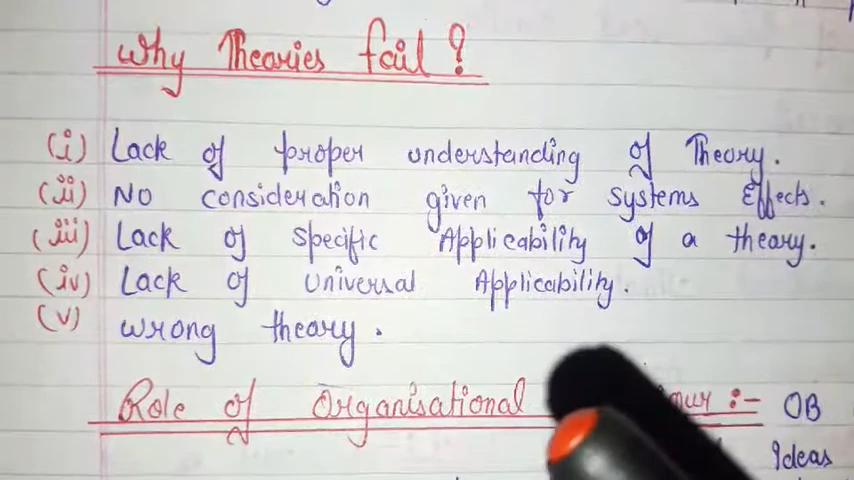 Why Theories fail ?
(i) Lack of proper understanding of Theory.
(ii) No consideration given for Systems Effects.
(iii) Lack of Specific Applicability of a theory.
(iv) Lack of Universal Applicability.
(v) Wrong theory.
Role of Organisational :- OB
Ideas